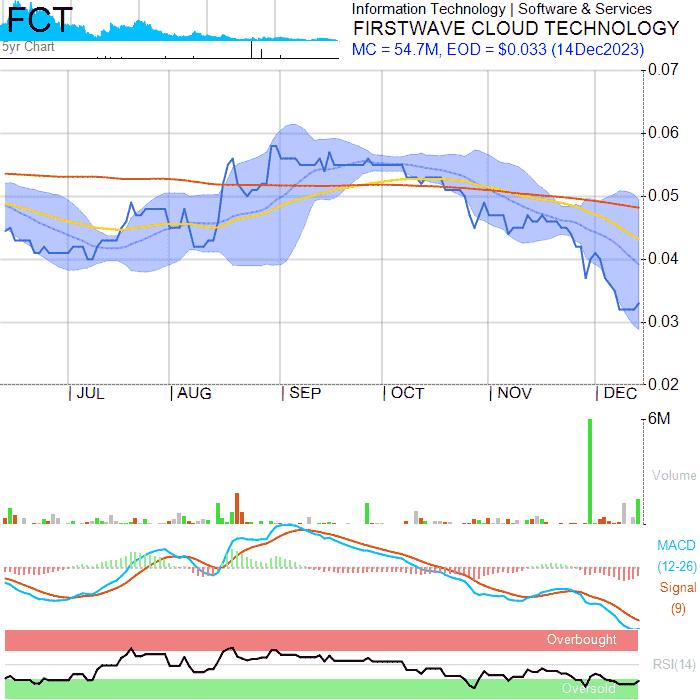 FCT
5yr Chart
Information Technology | Software & Services
FIRSTWAVE CLOUD TECHNOLOGY
MC = 54.7M, EOD = $0.033 (14Dec2023)
0.07
0.06
0.05
0.04
0.03
0.02
JUL AUG SEP OCT NOV DEC
6M
Volume
MACD
(12-26)
Signal
(9)
Overbought
RSI(14)
Oversold